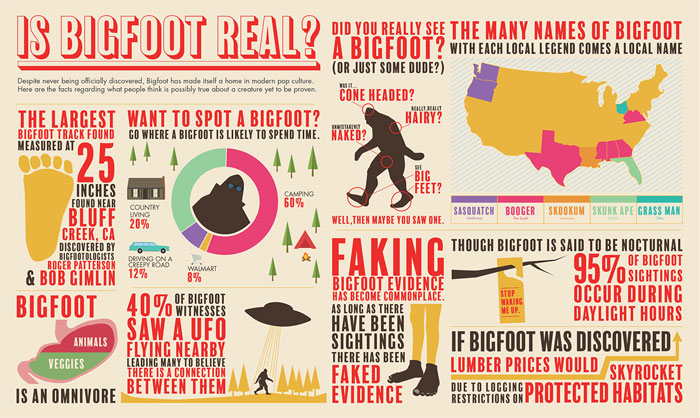 IS BIGFOOT REAL?
Despite never being officially discovered, Bigfoot has made itself a home in modern pop culture.
Here are the facts regarding what people think is possibly true about a creature yet to be proven.
THE LARGEST
BIGFOOT TRACK FOUND
MEASURED AT
25
INCHES
FOUND NEAR
BLUFF
CREEK, CA
DISCOVERED BY
BIGFOOTOLOGISTS
ROGER PATTERSON
& BOB GIMLIN
WANT TO SPOT A BIGFOOT?
GO WHERE A BIGFOOT IS LIKELY TO SPEND TIME.
CAMPING
60%
COUNTRY
LIVING
20%
DRIVING ON A
CREEPY ROAD
12%
WALMART
8%
BIGFOOT
ANIMALS
VEGGIES
IS AN OMNIVORE
40% OF BIGFOOT
WITNESSES
SAW A UFO
FLYING NEARBY
LEADING MANY TO BELIEVE
THERE IS A CONNECTION
BETWEEN THEM
DID YOU REALLY SEE
A BIGFOOT?
(OR JUST SOME DUDE?)
WAS IT...
CONE HEADED?
REALLY, REALLY
HAIRY?
UNMISTAKENLY
NAKED?
SEE
BIG
FEET?
WELL, THEN MAYBE YOU SAW ONE.
FAKING
BIGFOOT EVIDENCE
HAS BECOME COMMONPLACE.
AS LONG AS
THERE HAVE
BEEN
SIGHTINGS
THERE HAS BEEN
FAKED
EVIDENCE
THE MANY NAMES OF BIGFOOT
WITH EACH LOCAL LEGEND COMES A LOCAL NAME
SASQUATCH
Northwest
BOOGER
The South
SKOOKUM
SKUNK APE
Florida
GRASS MAN
Ohio
THOUGH BIGFOOT IS SAID TO BE NOCTURNAL
STOP
WAKING
ME UP.
95% OF BIGFOOT
SIGHTINGS
OCCUR DURING
DAYLIGHT HOURS
IF BIGFOOT WAS DISCOVERED
LUMBER PRICES WOULD SKYROCKET
DUE TO LOGGING
RESTRICTIONS ON PROTECTED HABITATS